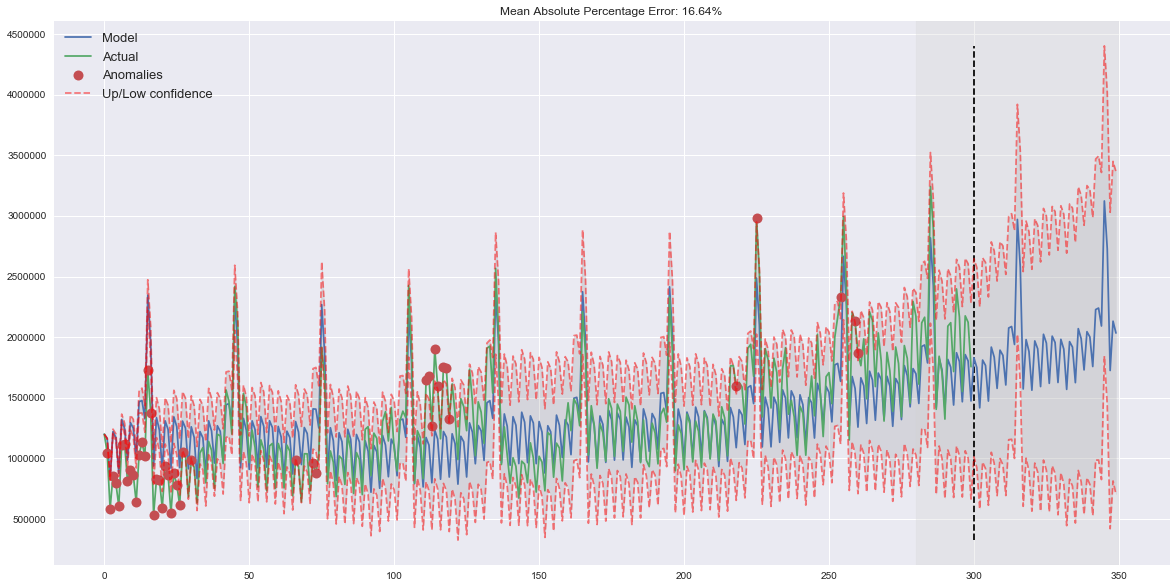 Mean Absolute Percentage Error: 16.64%
4500000
Model
Actual
Anomalies
Up/Low confidence
4000000
3500000
3000000
2500000
2000000
1500000
1000000
500000
0 50 100 150 200 250 300 350